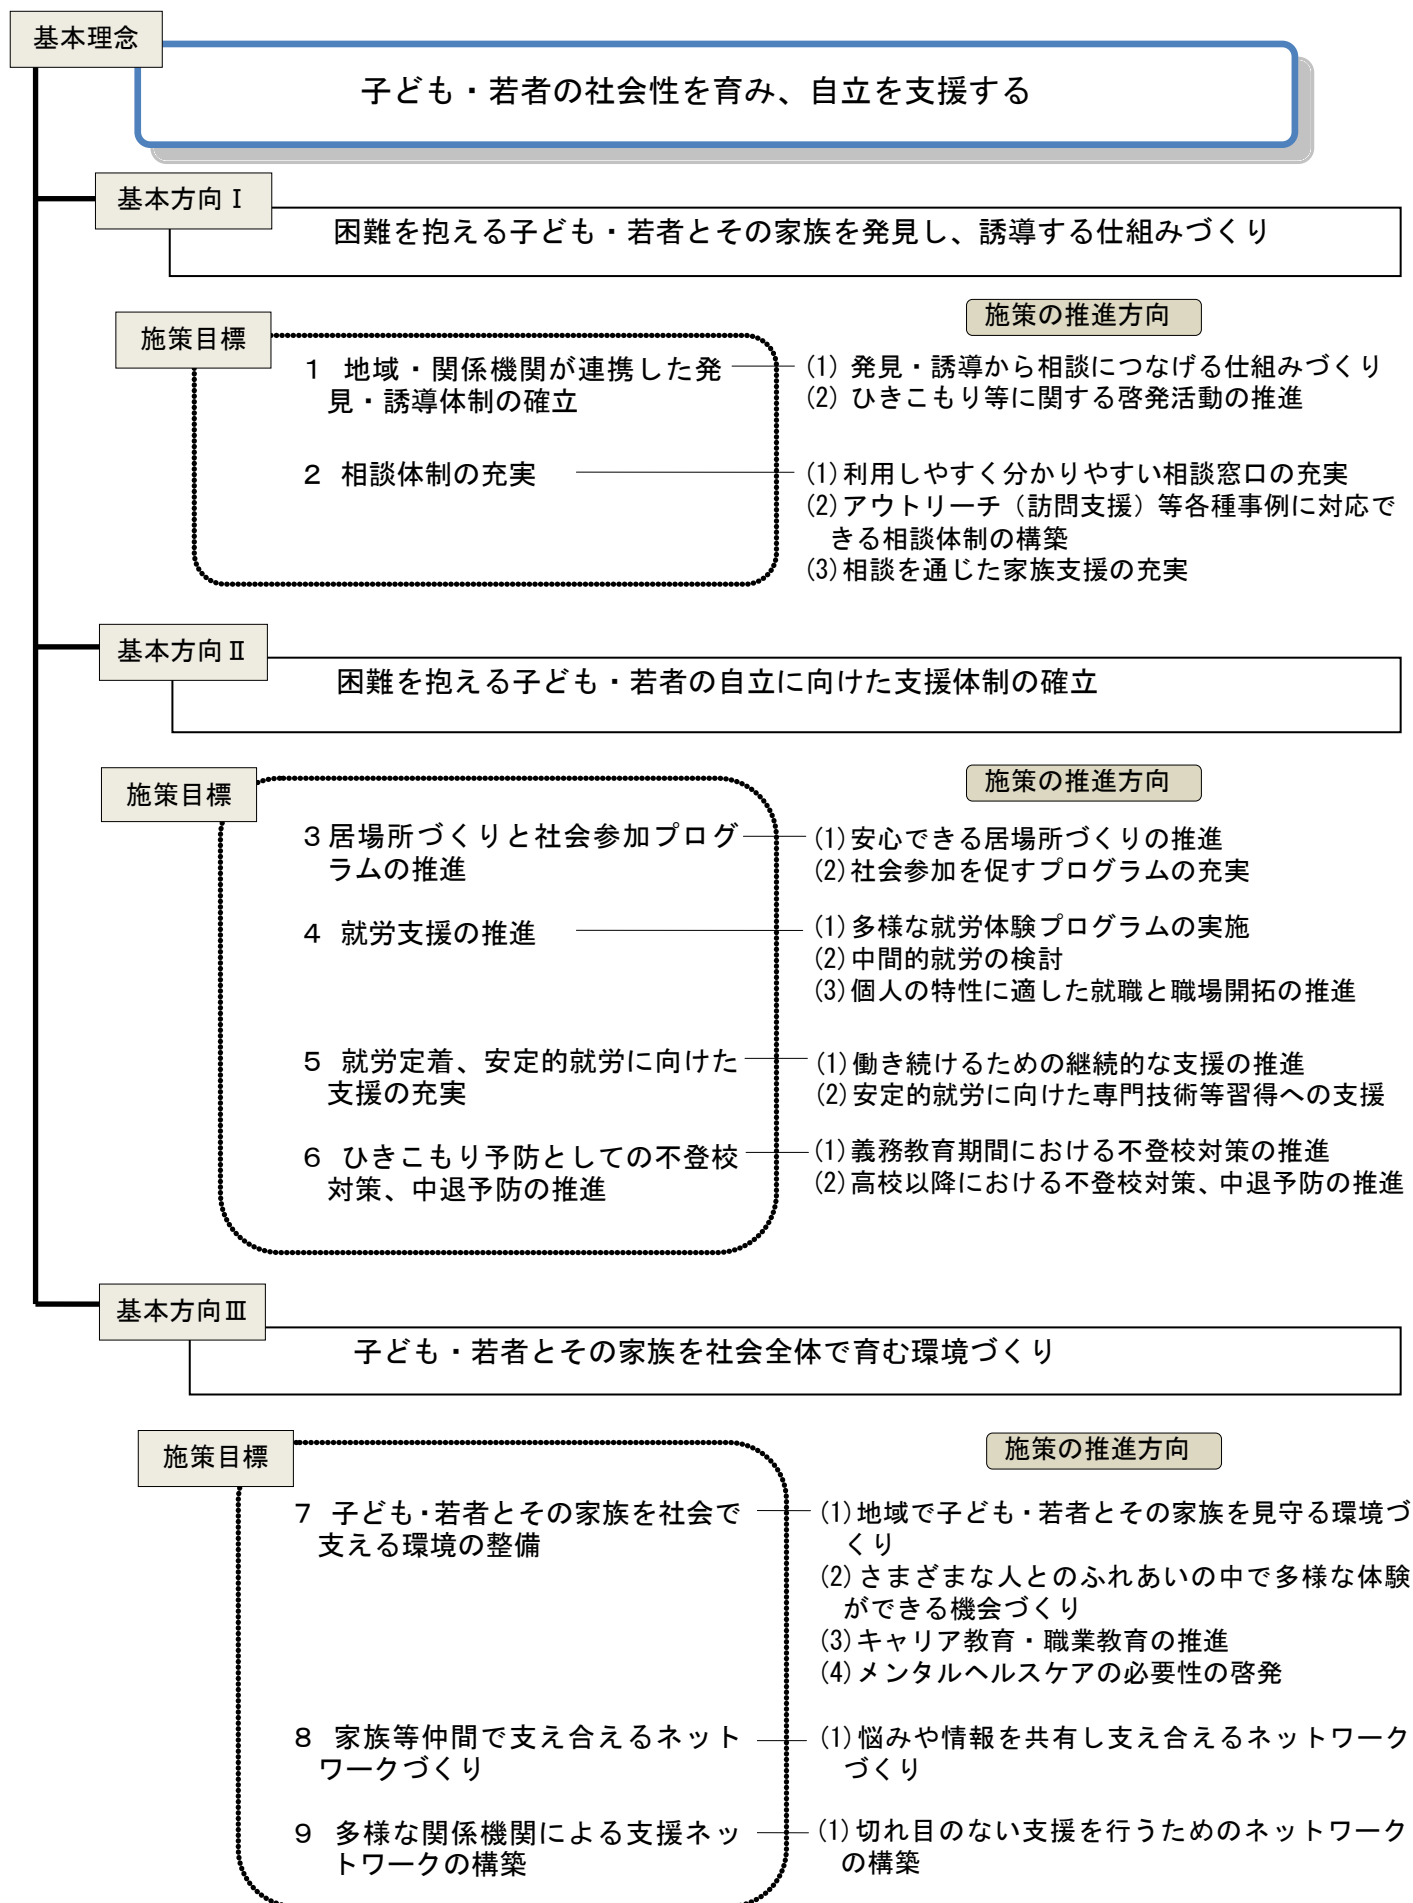 基本理念
子ども・若者の社会性を育み、自立を支援する
基本方向Ⅰ
困難を抱える子ども・若者とその家族を発見し、誘導する仕組みづくり
施策目標
施策の推進方向
１ 地域・関係機関が連携した発
見・誘導体制の確立
(1) 発見・誘導から相談につなげる仕組みづくり
(2) ひきこもり等に関する啓発活動の推進
２ 相談体制の充実
(1)利用しやすく分かりやすい相談窓口の充実
(2)アウトリーチ（訪問支援）等各種事例に対応で
きる相談体制の構築
(3)相談を通じた家族支援の充実
基本方向Ⅱ
困難を抱える子ども・若者の自立に向けた支援体制の確立
施策目標
施策の推進方向
３居場所づくりと社会参加プログ
ラムの推進
(1)安心できる居場所づくりの推進
(2)社会参加を促すプログラムの充実
４ 就労支援の推進
(1)多様な就労体験プログラムの実施
(2)中間的就労の検討
(3)個人の特性に適した就職と職場開拓の推進
５ 就労定着、安定的就労に向けた
支援の充実
(1)働き続けるための継続的な支援の推進
(2)安定的就労に向けた専門技術等習得への支援
６ ひきこもり予防としての不登校
対策、中退予防の推進
(1)義務教育期間における不登校対策の推進
(2)高校以降における不登校対策、中退予防の推進
基本方向Ⅲ
子ども・若者とその家族を社会全体で育む環境づくり
施策目標
施策の推進方向
７ 子ども・若者とその家族を社会で
支える環境の整備
(1)地域で子ども・若者とその家族を見守る環境づ
くり
(2)さまざまな人とのふれあいの中で多様な体験
ができる機会づくり
(3)キャリア教育・職業教育の推進
(4)メンタルヘルスケアの必要性の啓発
８ 家族等仲間で支え合えるネット
ワークづくり
(1)悩みや情報を共有し支え合えるネットワーク
づくり
９ 多様な関係機関による支援ネッ
トワークの構築
(1)切れ目のない支援を行うためのネットワーク
の構築